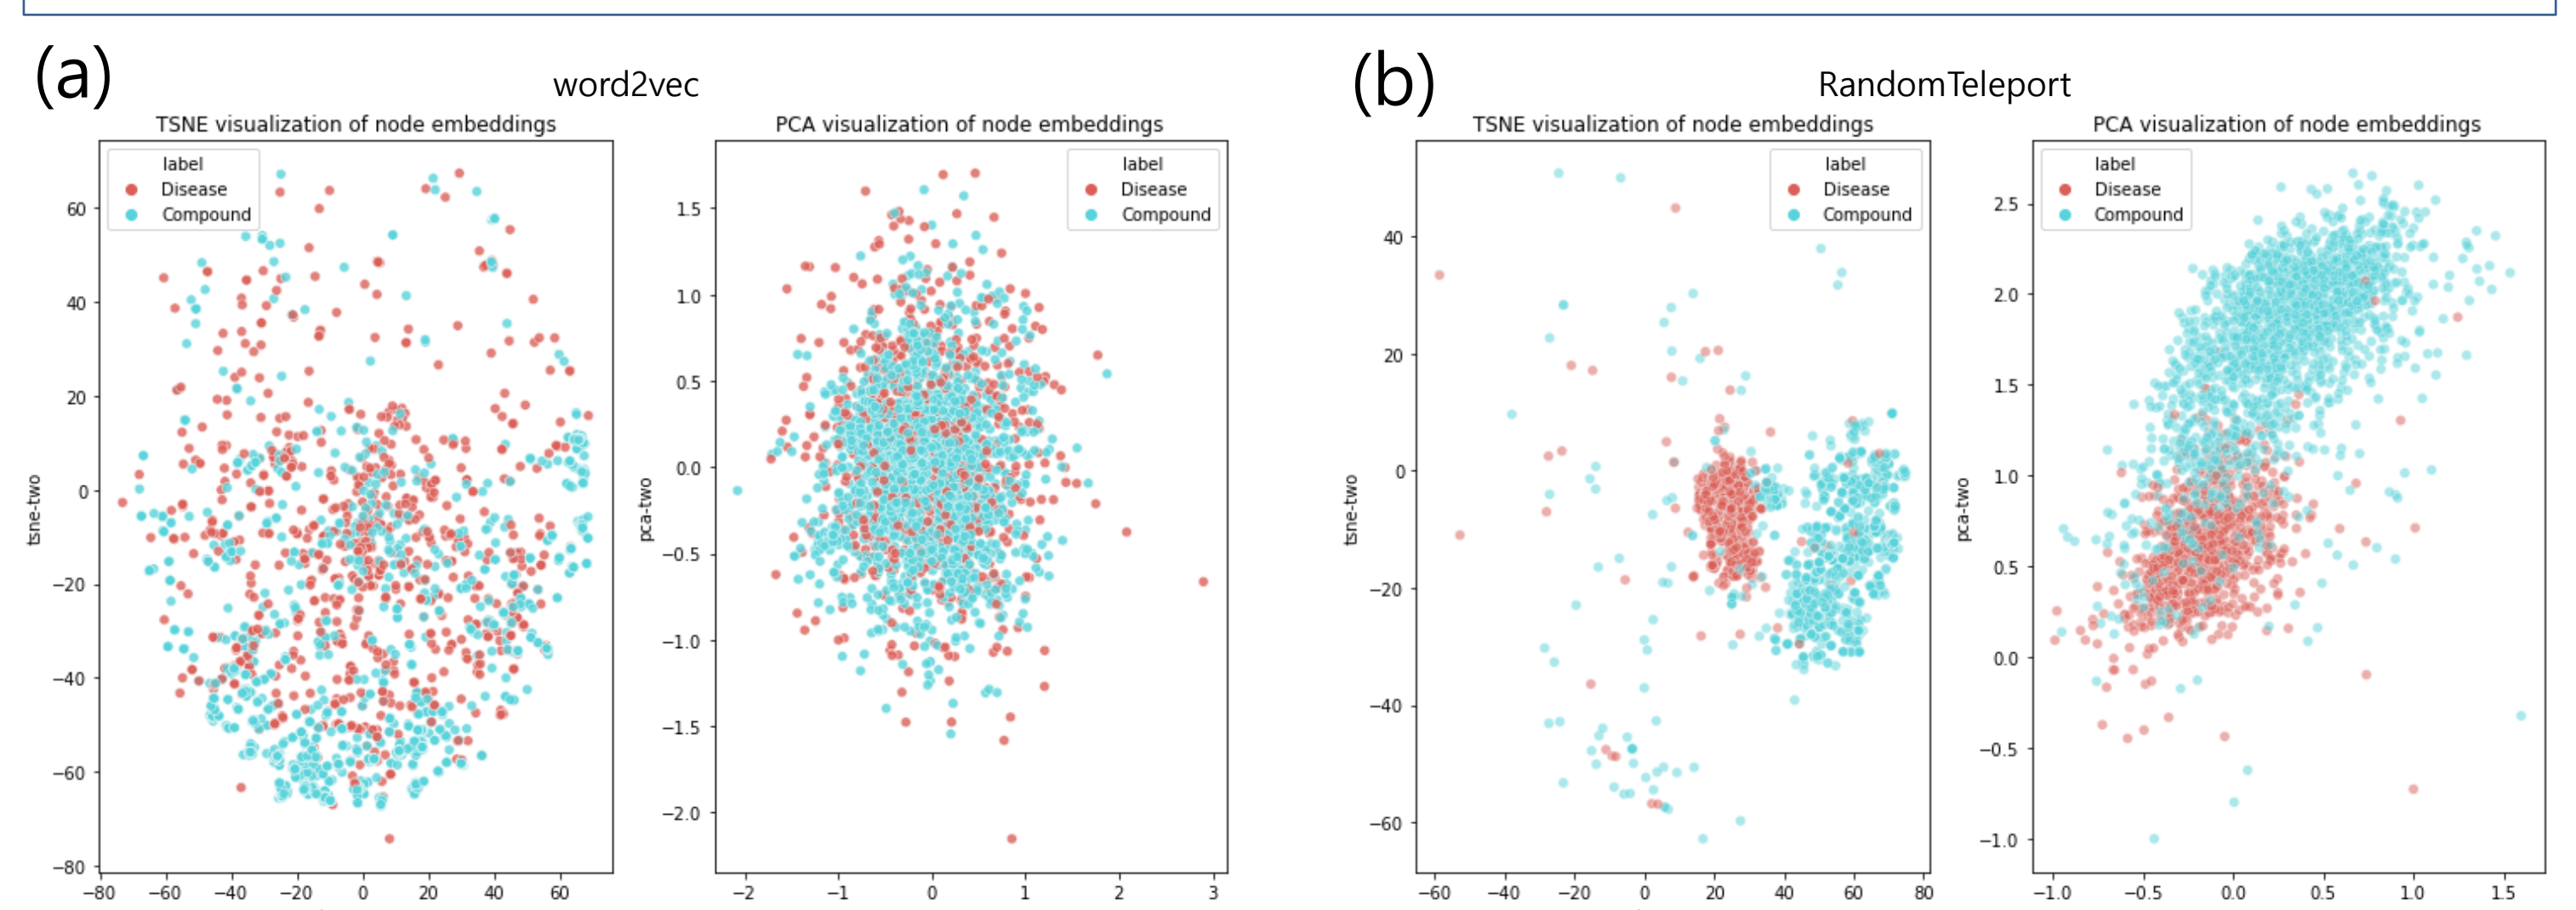 (a)
word2vec
TSNE visualization of node embeddings
label
Disease
Compound
60
40
20
0
−20
−40
−60
−80
tsne-two
−80 −60 −40 −20 0 20 40 60
PCA visualization of node embeddings
label
Disease
Compound
1.5
1.0
0.5
0.0
−0.5
−1.0
−1.5
−2.0
pca-two
−2 −1 0 1 2 3
(b)
RandomTeleport
TSNE visualization of node embeddings
label
Disease
Compound
40
20
0
−20
−40
−60
tsne-two
−60 −40 −20 0 20 40 60 80
PCA visualization of node embeddings
label
Disease
Compound
2.5
2.0
1.5
1.0
0.5
0.0
−0.5
−1.0
pca-two
−1.0 −0.5 0.0 0.5 1.0 1.5